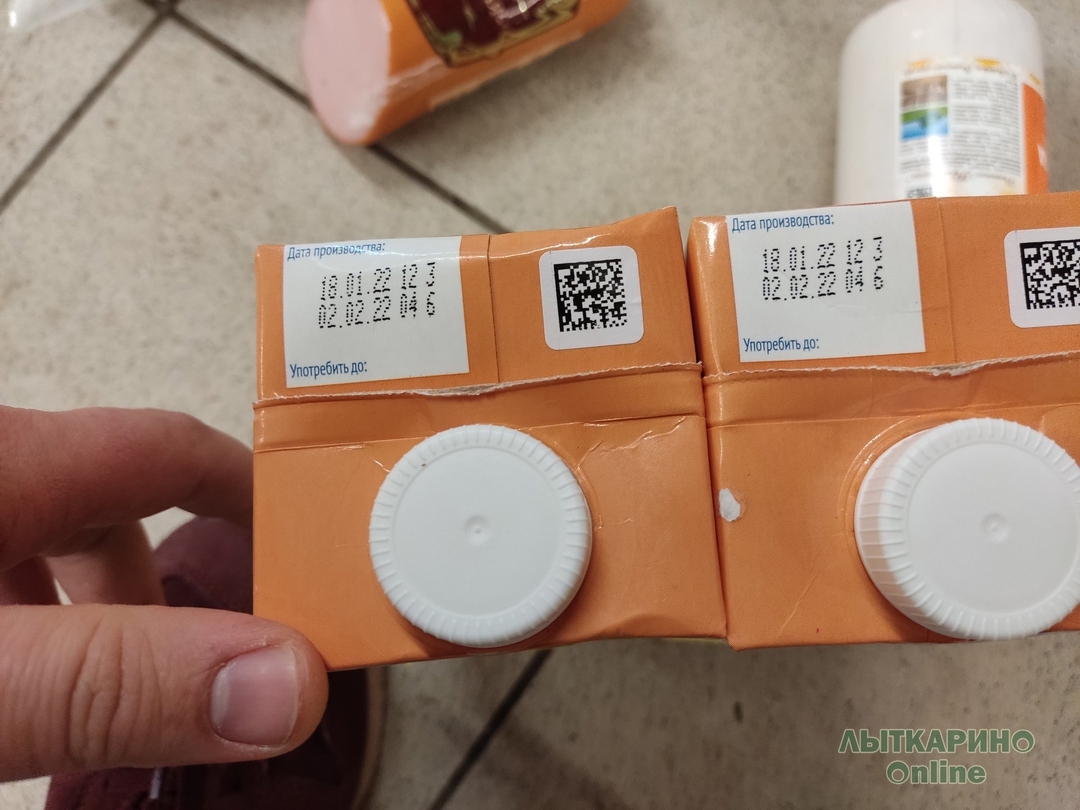 Дата производства:
18.01.22 12 3
02.02.22 04 6
Употребить до:
Дата производства:
18.01.22 12 3
02.02.22 04 6
Употребить до:
ЛЫТКАРИНО
Online